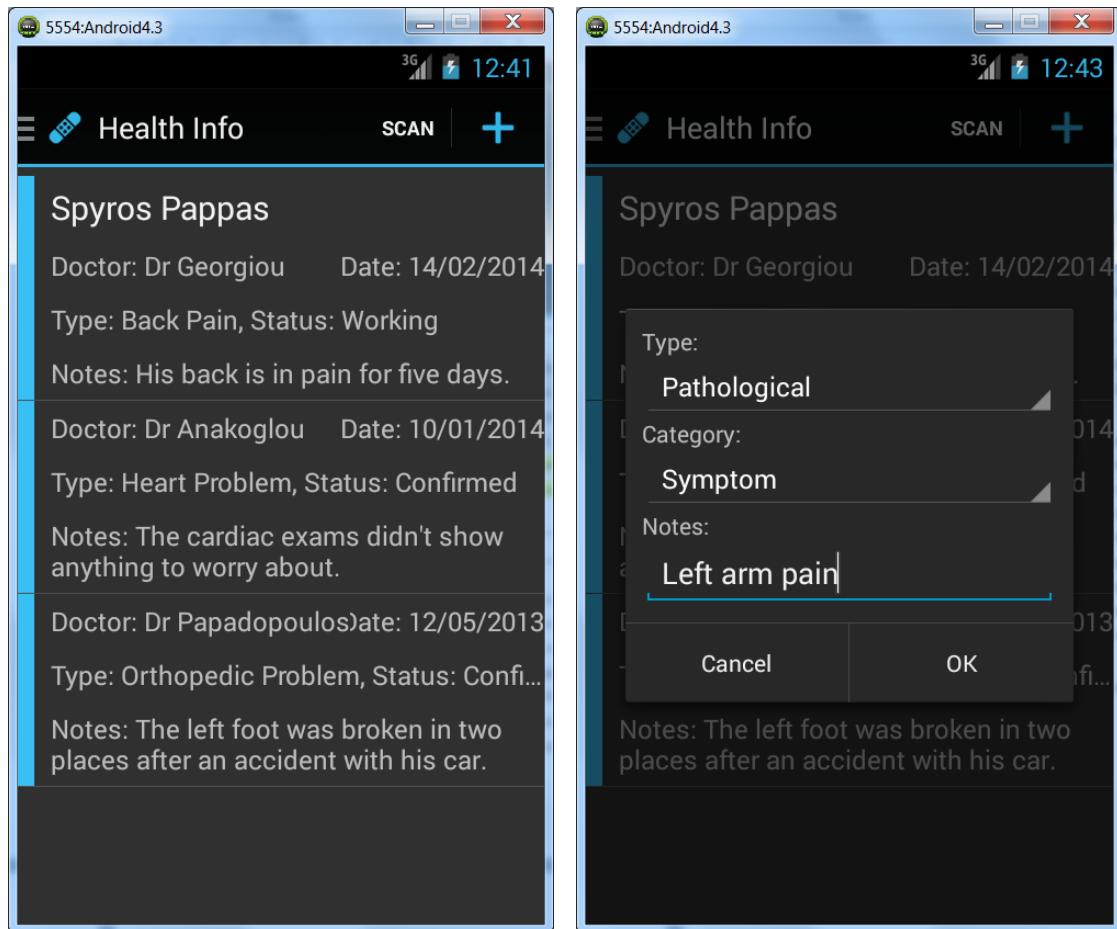 5554:Android4.3
3G 12:41
Health Info SCAN
Spyros Pappas
Doctor: Dr Georgiou Date: 14/02/2014
Type: Back Pain, Status: Working
Notes: His back is in pain for five days.
Doctor: Dr Anakoglou Date: 10/01/2014
Type: Heart Problem, Status: Confirmed
Notes: The cardiac exams didn't show
anything to worry about.
Doctor: Dr Papadopoulos ate: 12/05/2013
Type: Orthopedic Problem, Status: Confi...
Notes: The left foot was broken in two
places after an accident with his car.
5554:Android4.3
3G 12:43
Health Info SCAN
Spyros Pappas
Doctor: Dr Georgiou Date: 14/02/2014
Type:
Pathological
Category:
Symptom
Notes:
Left arm pain
Cancel OK
Notes: The left foot was broken in two
places after an accident with his car.